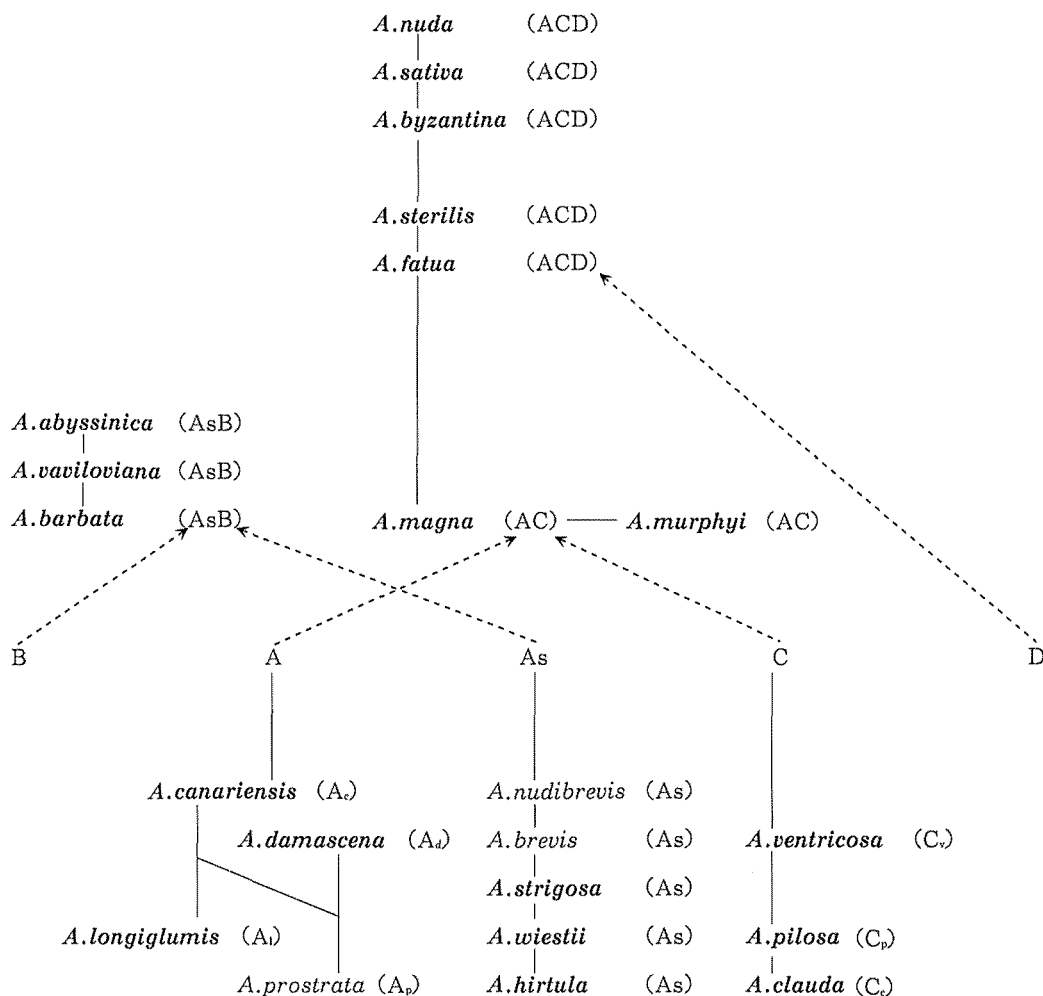 A.nuda (ACD)
A.sativa (ACD)
A.byzantina (ACD)
A.sterilis (ACD)
A.fatua (ACD)
A.abyssinica (AsB)
A.vaviloviana (AsB)
A.barbata (AsB) A.magna (AC) A.murphyi (AC)
B A As C D
A.canariensis (Ac) A.nudibrevis (As)
A.damascena (Ad) A.brevis (As) A.ventricosa (Cv)
A.strigosa (As)
A.longiglumis (Al) A.wiestii (As) A.pilosa (Cp)
A.prostrata (Ap) A.hirtula (As) A.clauda (Cc)